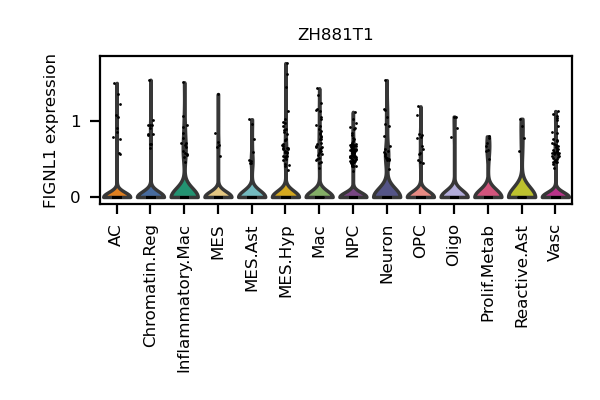 ZH881T1
FIGNL1 expression
1
0
AC
Chromatin.Reg
Inflammatory.Mac
MES
MES.Ast
MES.Hyp
Mac
NPC
Neuron
OPC
Oligo
Prolif.Metab
Reactive.Ast
Vasc